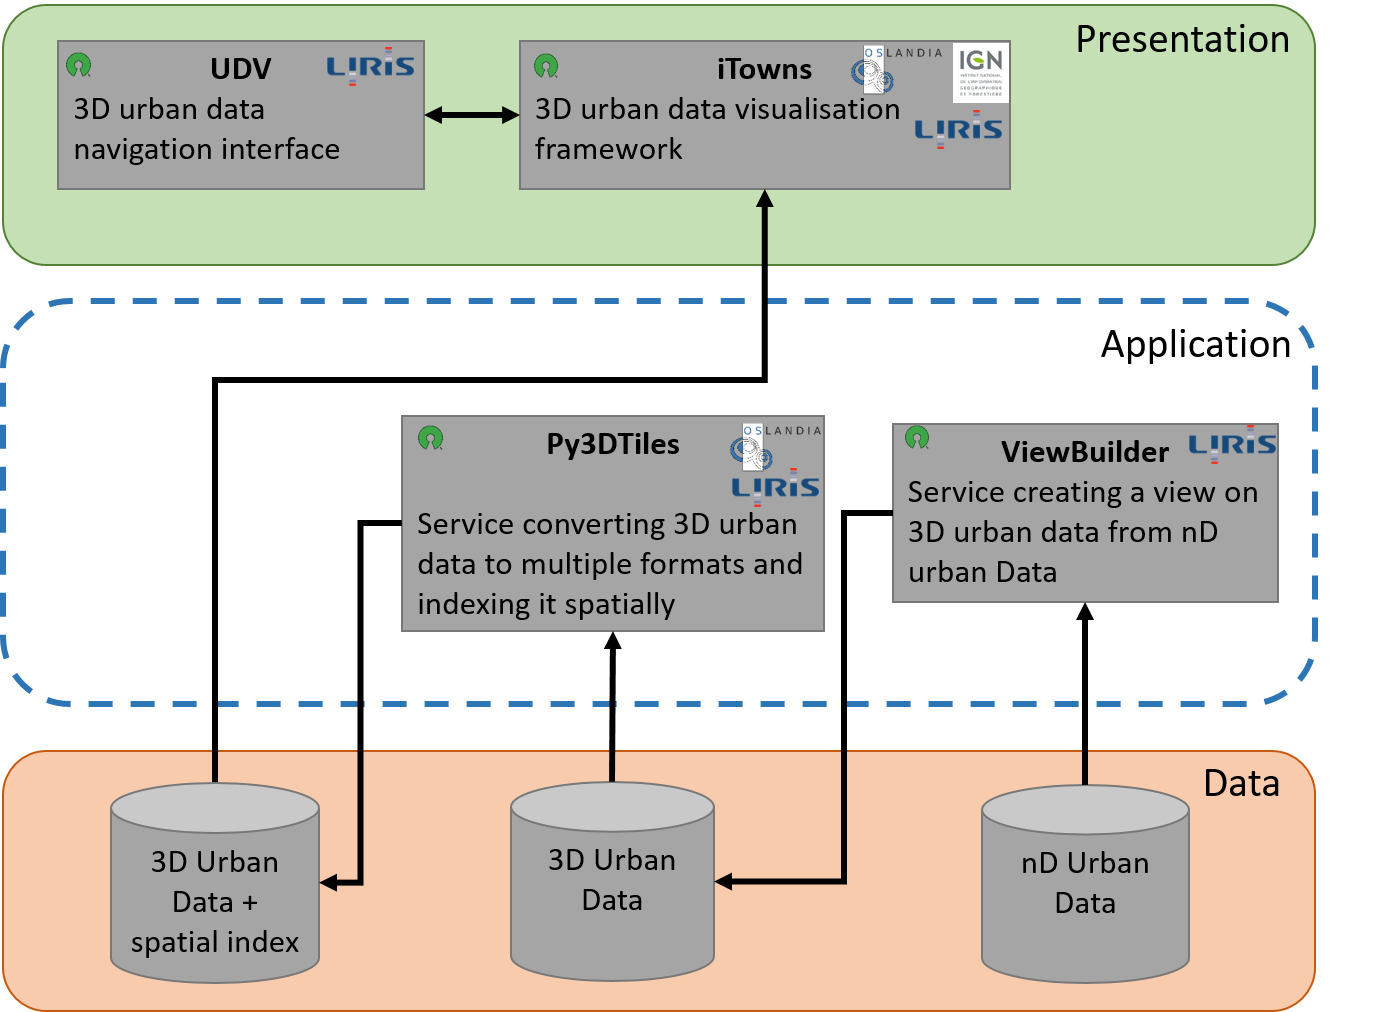 Presentation
UDV
LIRIS
3D urban data
navigation interface
iTowns
OSLANDIA
IGN
INSTITUT NATIONAL
DE L'INFORMATION
GÉOGRAPHIQUE
ET FORESTIÈRE
LIRIS
3D urban data visualisation
framework
Application
Py3DTiles
OSLANDIA
LIRIS
Service converting 3D urban
data to multiple formats and
indexing it spatially
ViewBuilder
LIRIS
Service creating a view on
3D urban data from nD
urban Data
Data
3D Urban
Data +
spatial index
3D Urban
Data
nD Urban
Data